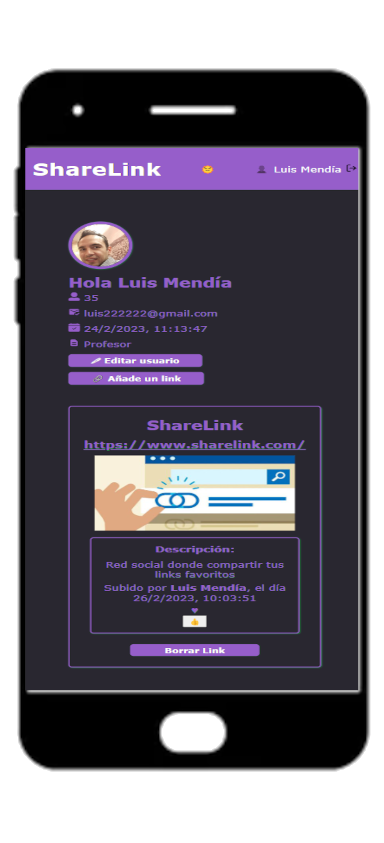 ShareLink
Luis Mendía
Hola Luis Mendía
35
luis222222@gmail.com
24/2/2023, 11:13:47
Profesor
Editar usuario
Añade un link
ShareLink
https://www.sharelink.com/
Descripción:
Red social donde compartir tus
links favoritos
Subido por Luis Mendía, el día
26/2/2023, 10:03:51
Borrar Link